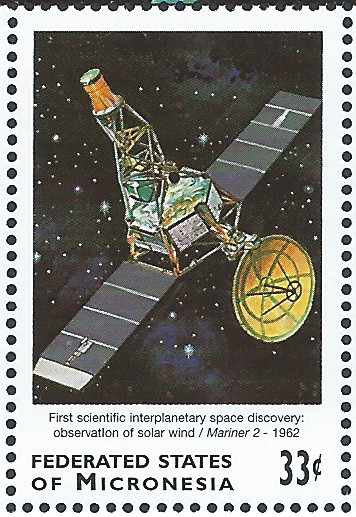 First scientific interplanetary space discovery:
observation of solar wind / Mariner 2 - 1962
FEDERATED STATES
OF MICRONESIA
33¢